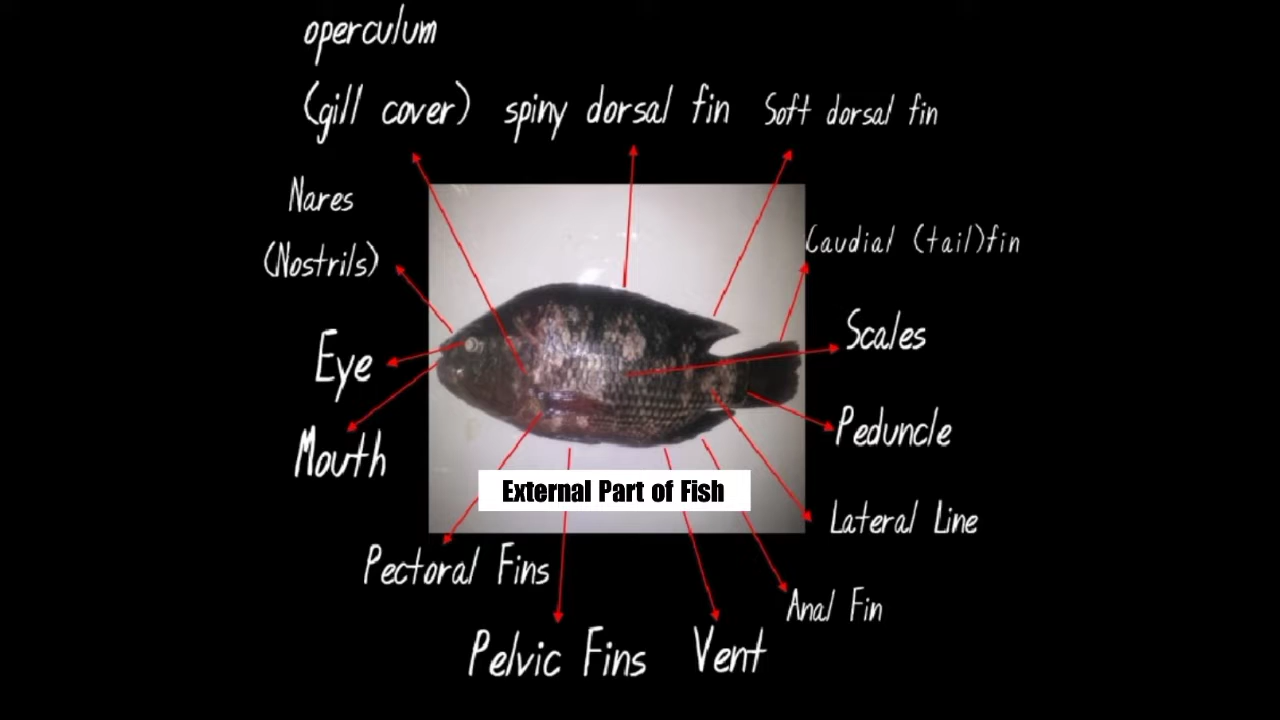 operculum
(gill cover)
spiny dorsal fin
Soft dorsal fin
Nares
(Nostrils)
Caudial (tail)fin
Eye
Scales
Mouth
Peduncle
External Part of Fish
Lateral Line
Pectoral Fins
Anal Fin
Pelvic Fins
Vent